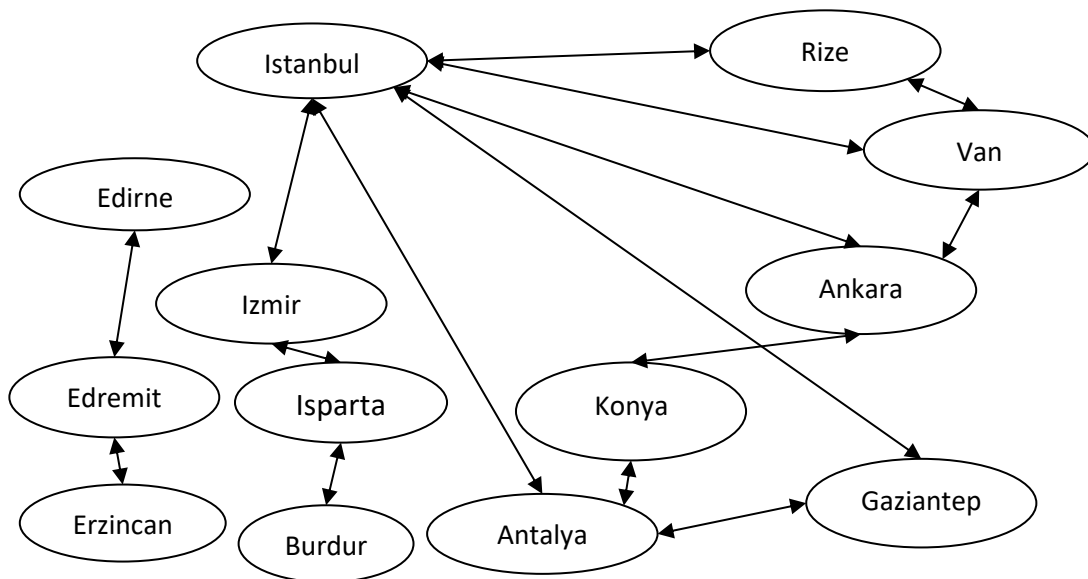 Rize
Istanbul
Van
Edirne
Ankara
Izmir
Edremit
Isparta
Konya
Gaziantep
Erzincan
Burdur
Antalya